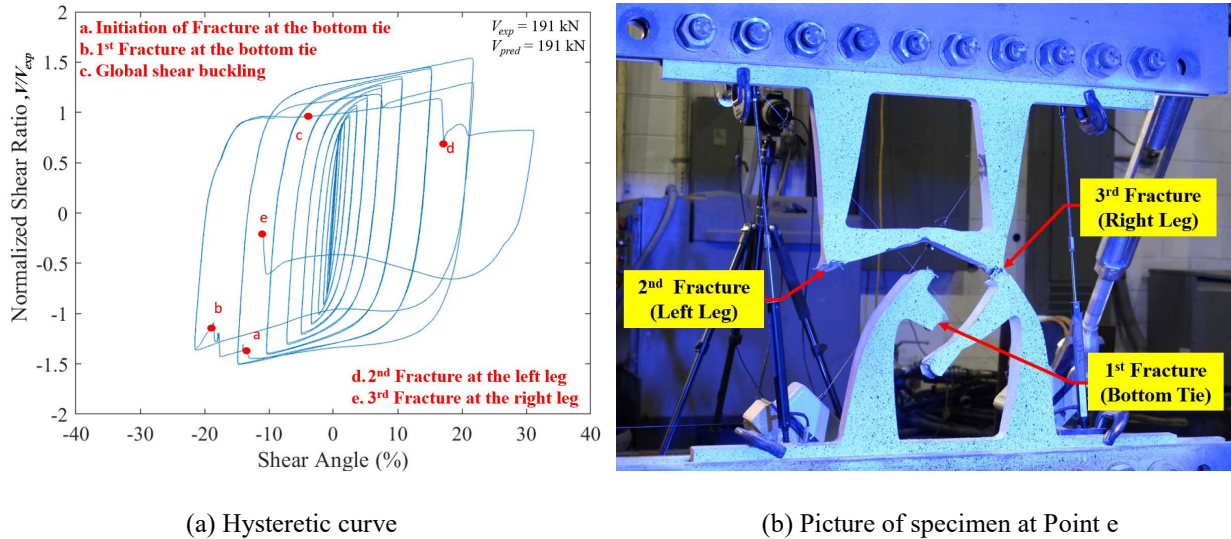 a. Initiation of Fracture at the bottom tie
b. 1st Fracture at the bottom tie
c. Global shear buckling
Vexp = 191 kN
Vpred = 191 kN
Normalized Shear Ratio ,V/Vexp
2
1.5
1
0.5
0
-0.5
-1
-1.5
-2
c
d
e
b
a
d. 2nd Fracture at the left leg
e. 3rd Fracture at the right leg
-40 -30 -20 -10 0 10 20 30 40
Shear Angle (%)
(a) Hysteretic curve
3rd Fracture
(Right Leg)
2nd Fracture
(Left Leg)
1st Fracture
(Bottom Tie)
(b) Picture of specimen at Point e